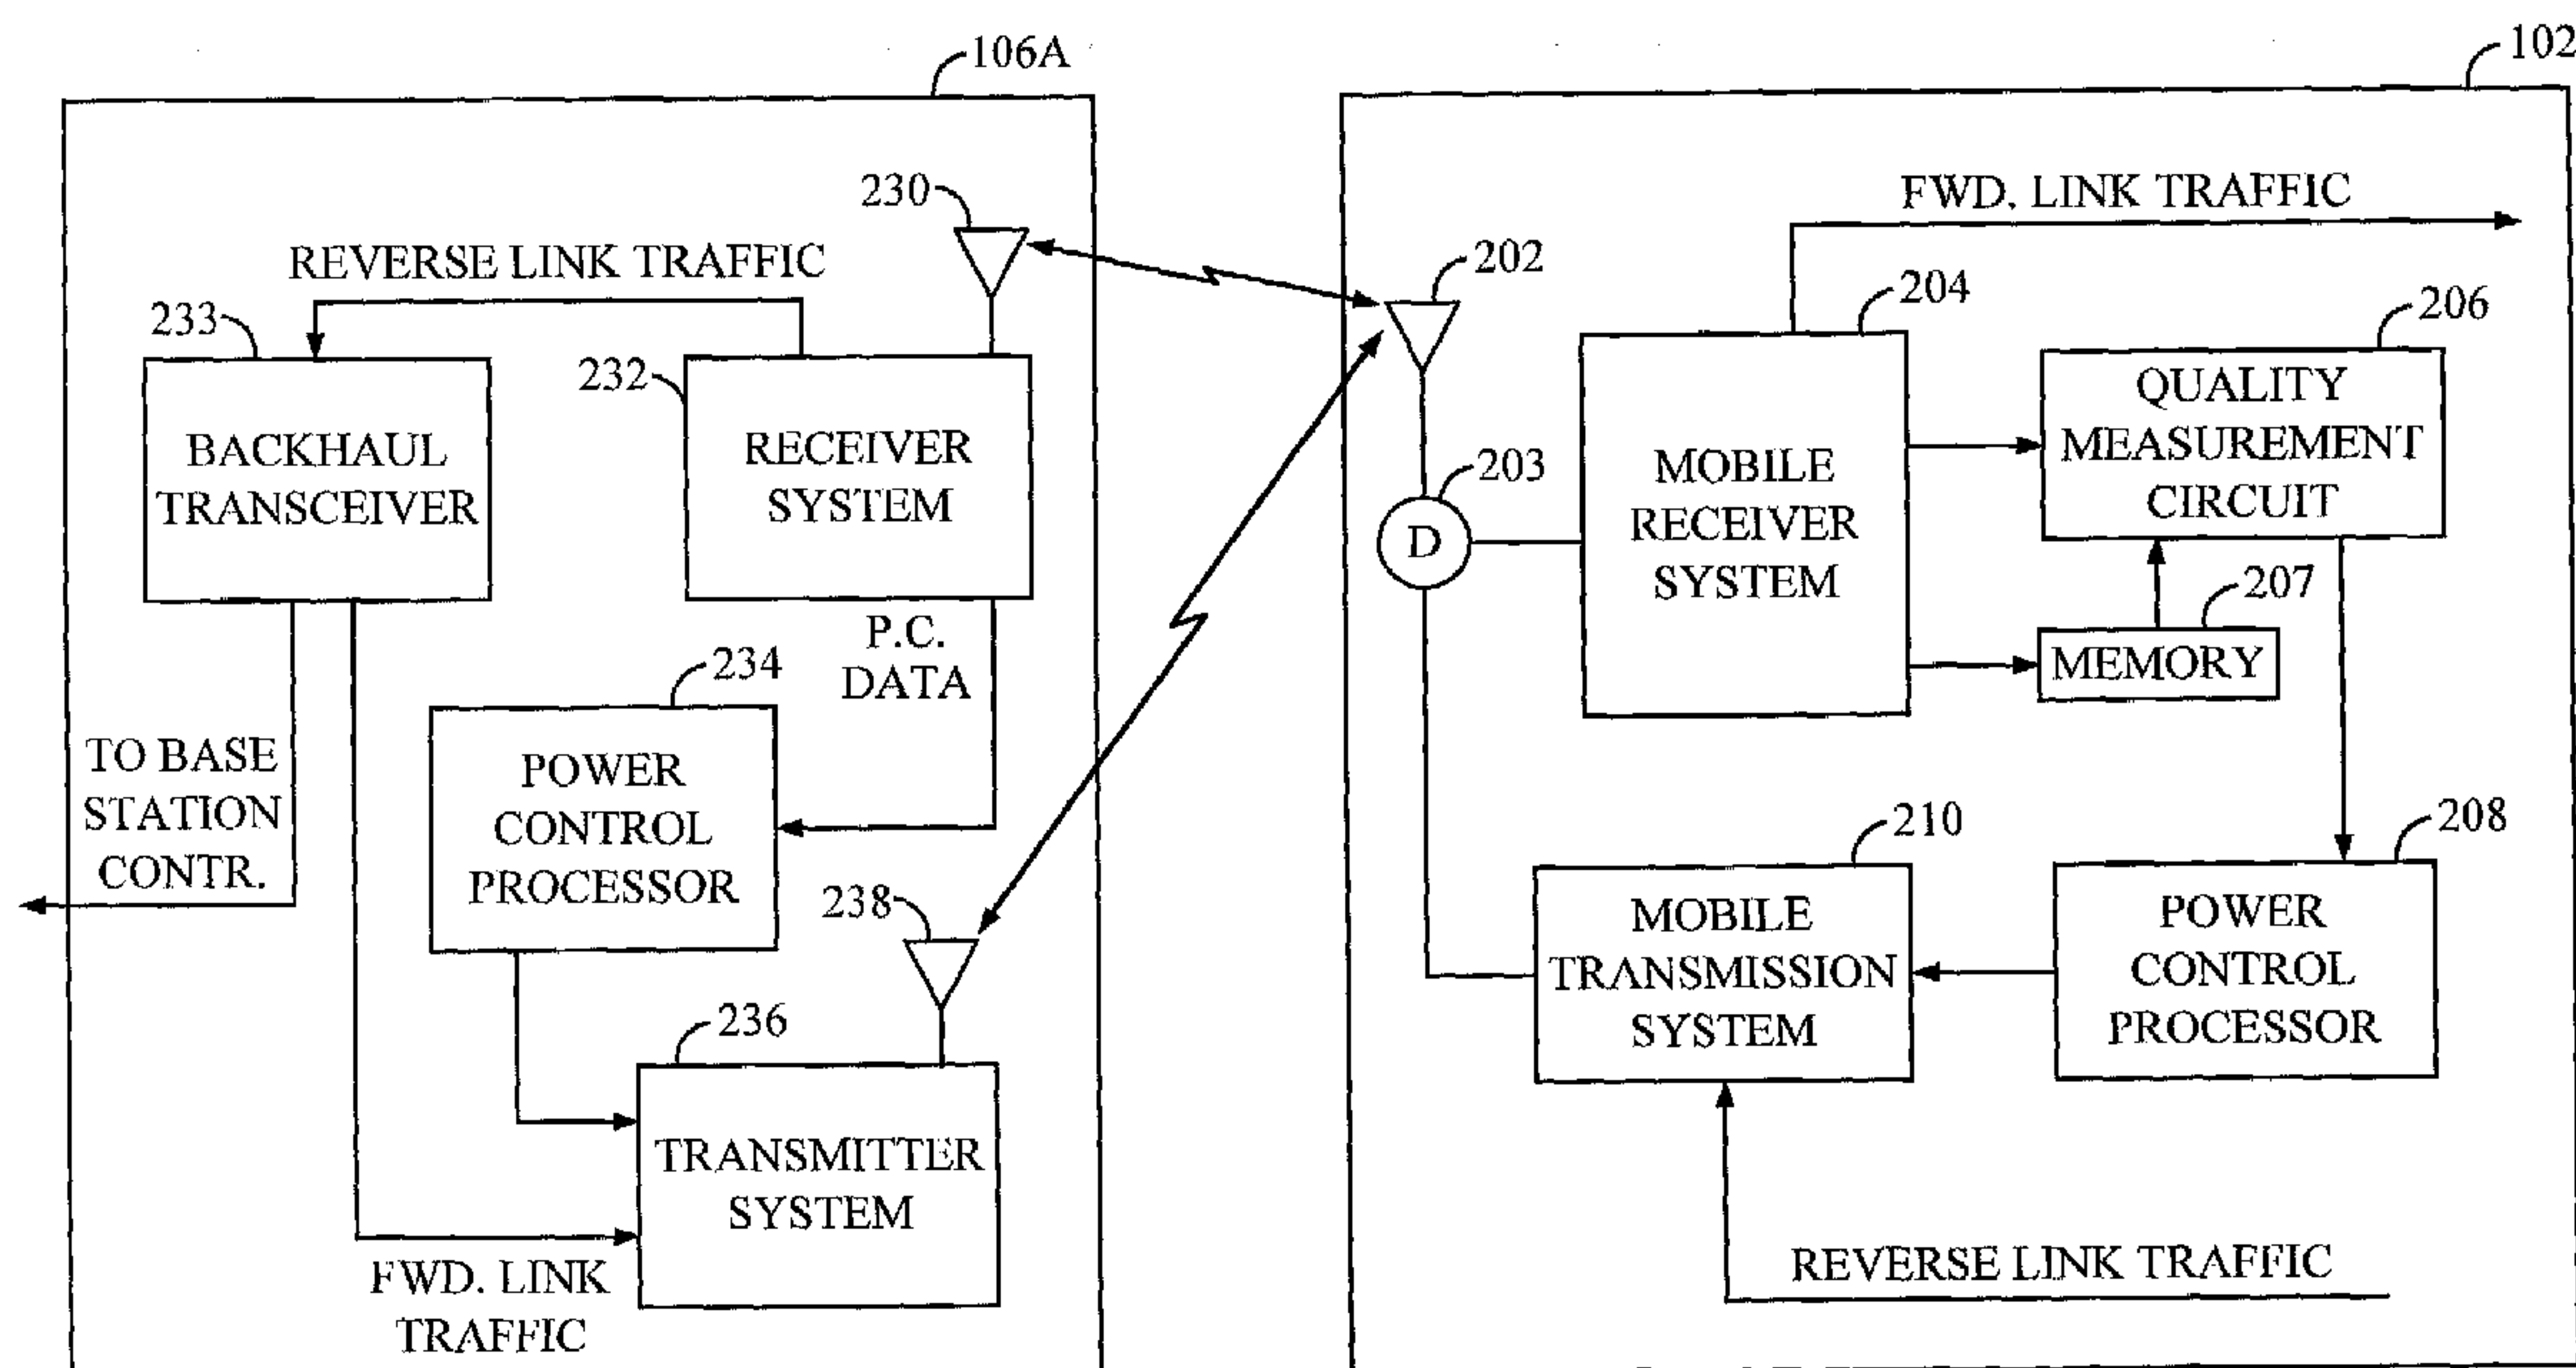 106A
102
230
FWD. LINK TRAFFIC
REVERSE LINK TRAFFIC
202
204
206
233
232
QUALITY
MEASUREMENT
CIRCUIT
BACKHAUL
TRANSCEIVER
RECEIVER
SYSTEM
203
D
MOBILE
RECEIVER
SYSTEM
207
MEMORY
P.C.
DATA
234
TO BASE
STATION
CONTR.
POWER
CONTROL
PROCESSOR
238
210
208
MOBILE
TRANSMISSION
SYSTEM
POWER
CONTROL
PROCESSOR
236
TRANSMITTER
SYSTEM
FWD. LINK
TRAFFIC
REVERSE LINK TRAFFIC